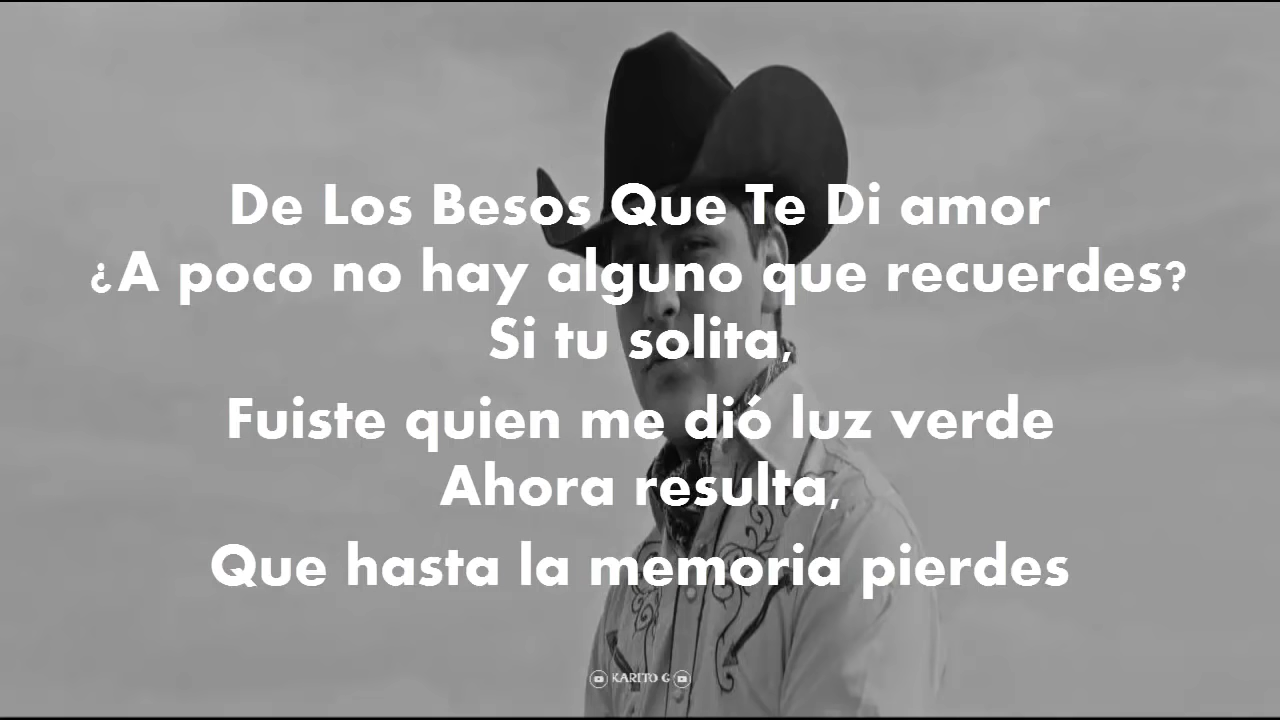 De Los Besos Que Te Di amor
¿A poco no hay alguno que recuerdes?
Si tu solita,
Fuiste quien me dió luz verde
Ahora resulta,
Que hasta la memoria pierdes
KARITO G